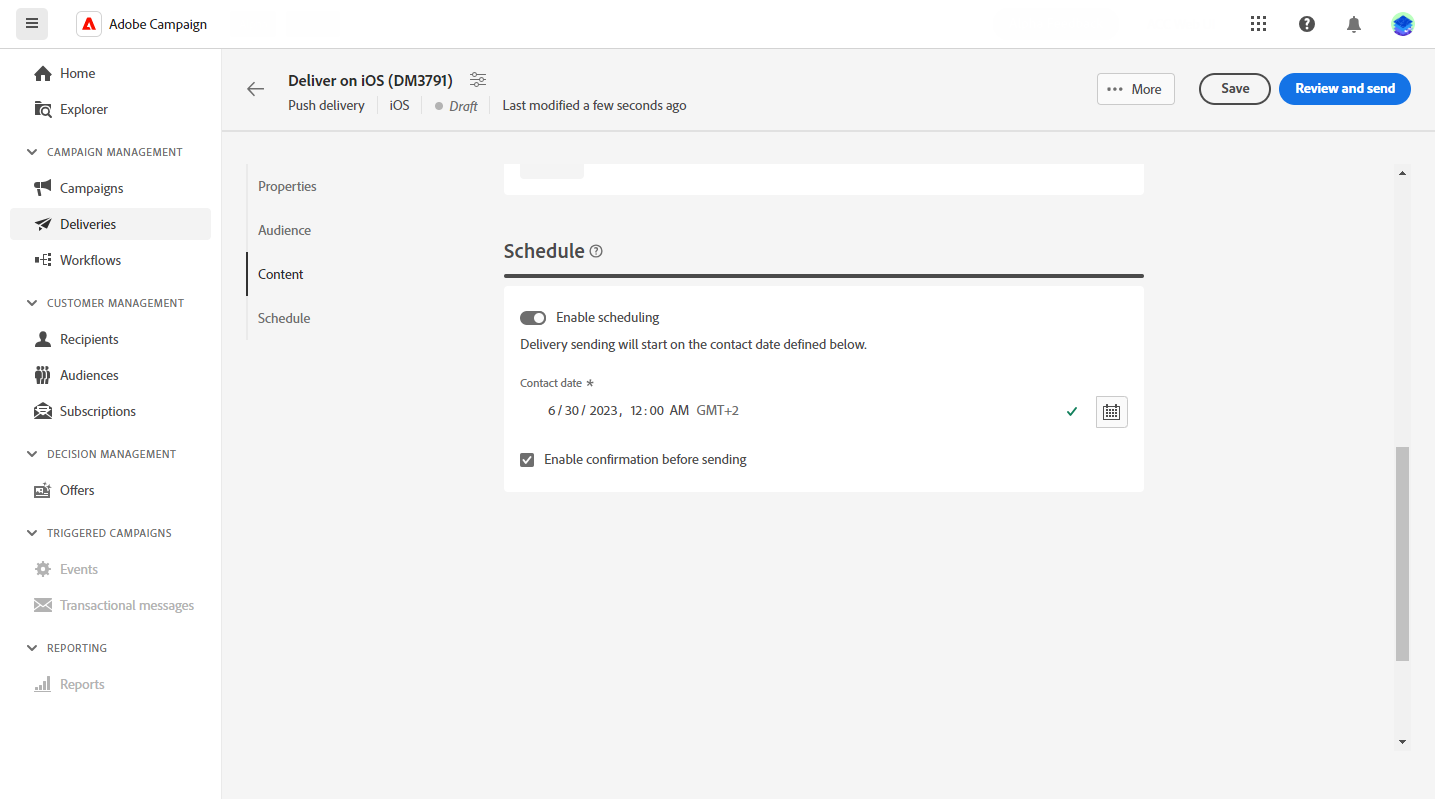 Adobe Campaign
Home
Explorer
CAMPAIGN MANAGEMENT
Campaigns
Deliveries
Workflows
CUSTOMER MANAGEMENT
Recipients
Audiences
Subscriptions
DECISION MANAGEMENT
Offers
TRIGGERED CAMPAIGNS
Events
Transactional messages
REPORTING
Reports
Deliver on iOS (DM3791)
Push delivery iOS Draft Last modified a few seconds ago
More
Save
Review and send
Properties
Audience
Content
Schedule
Schedule
Enable scheduling
Delivery sending will start on the contact date defined below.
Contact date *
6/30/2023, 12:00 AM GMT+2
Enable confirmation before sending